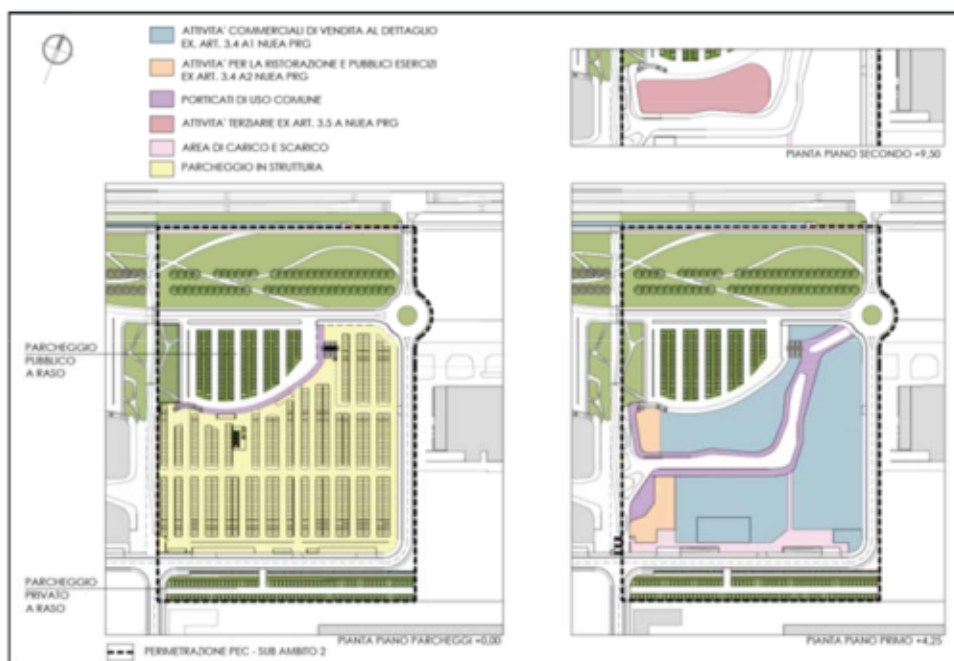 ATTIVITA' COMMERCIALI DI VENDITA AL DETTAGLIO
EX. ART. 3.4 A1 NUEA PRG
ATTIVITA' PER LA RISTORAZIONE E PUBBLICI ESERCIZI
EX ART. 3.4 A2 NUEA PRG
PORTICATI DI USO COMUNE
ATTIVITA' TERZIARIE EX ART. 3.5 A NUEA PRG
AREA DI CARICO E SCARICO
PARCHEGGIO IN STRUTTURA
PIANTA PIANO SECONDO +9,50
PARCHEGGIO
PUBBLICO
A RASO
PARCHEGGIO
PRIVATO
A RASO
PIANTA PIANO PARCHEGGI +0,00
PIANTA PIANO PRIMO +4,25
PERIMETRAZIONE PEC - SUB AMBITO 2